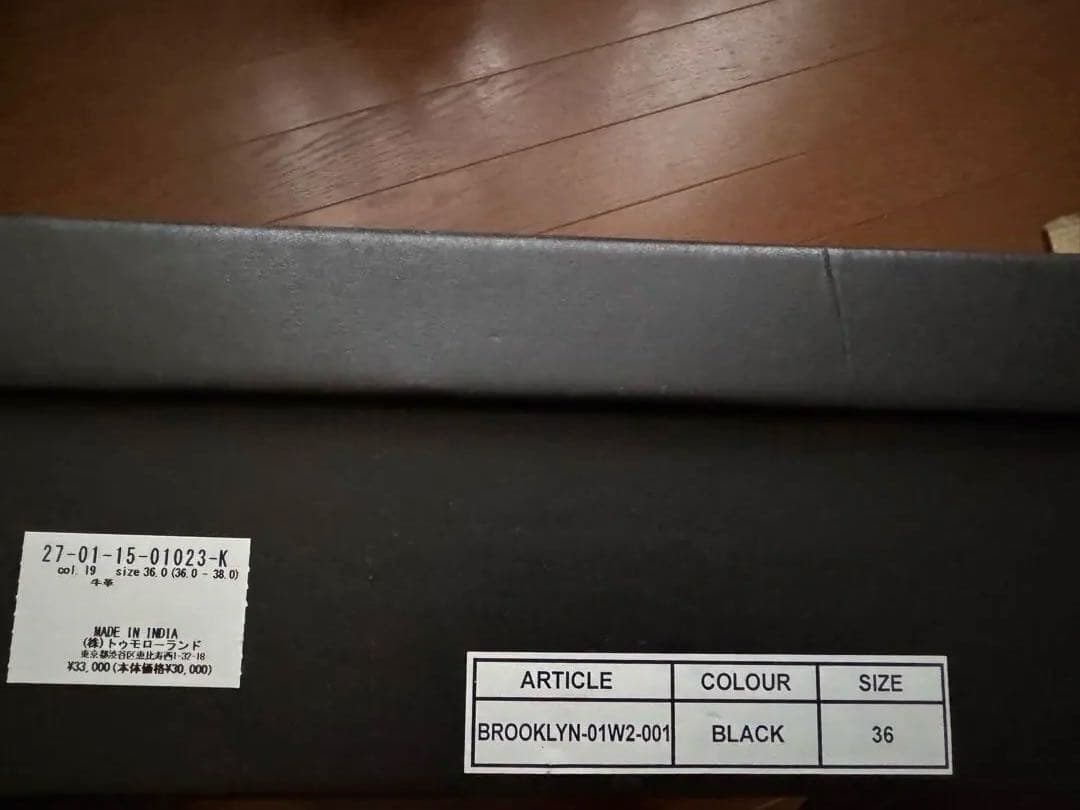 27-01-15-01023-K
col. 19 size 36.0 (36.0 - 38.0)
牛革
MADE IN INDIA
(株)トゥモローランド
東京都渋谷区恵比寿西1-32-18
¥33,000(本体価格¥30,000)
ARTICLE COLOUR SIZE
BROOKLYN-01W2-001 BLACK 36